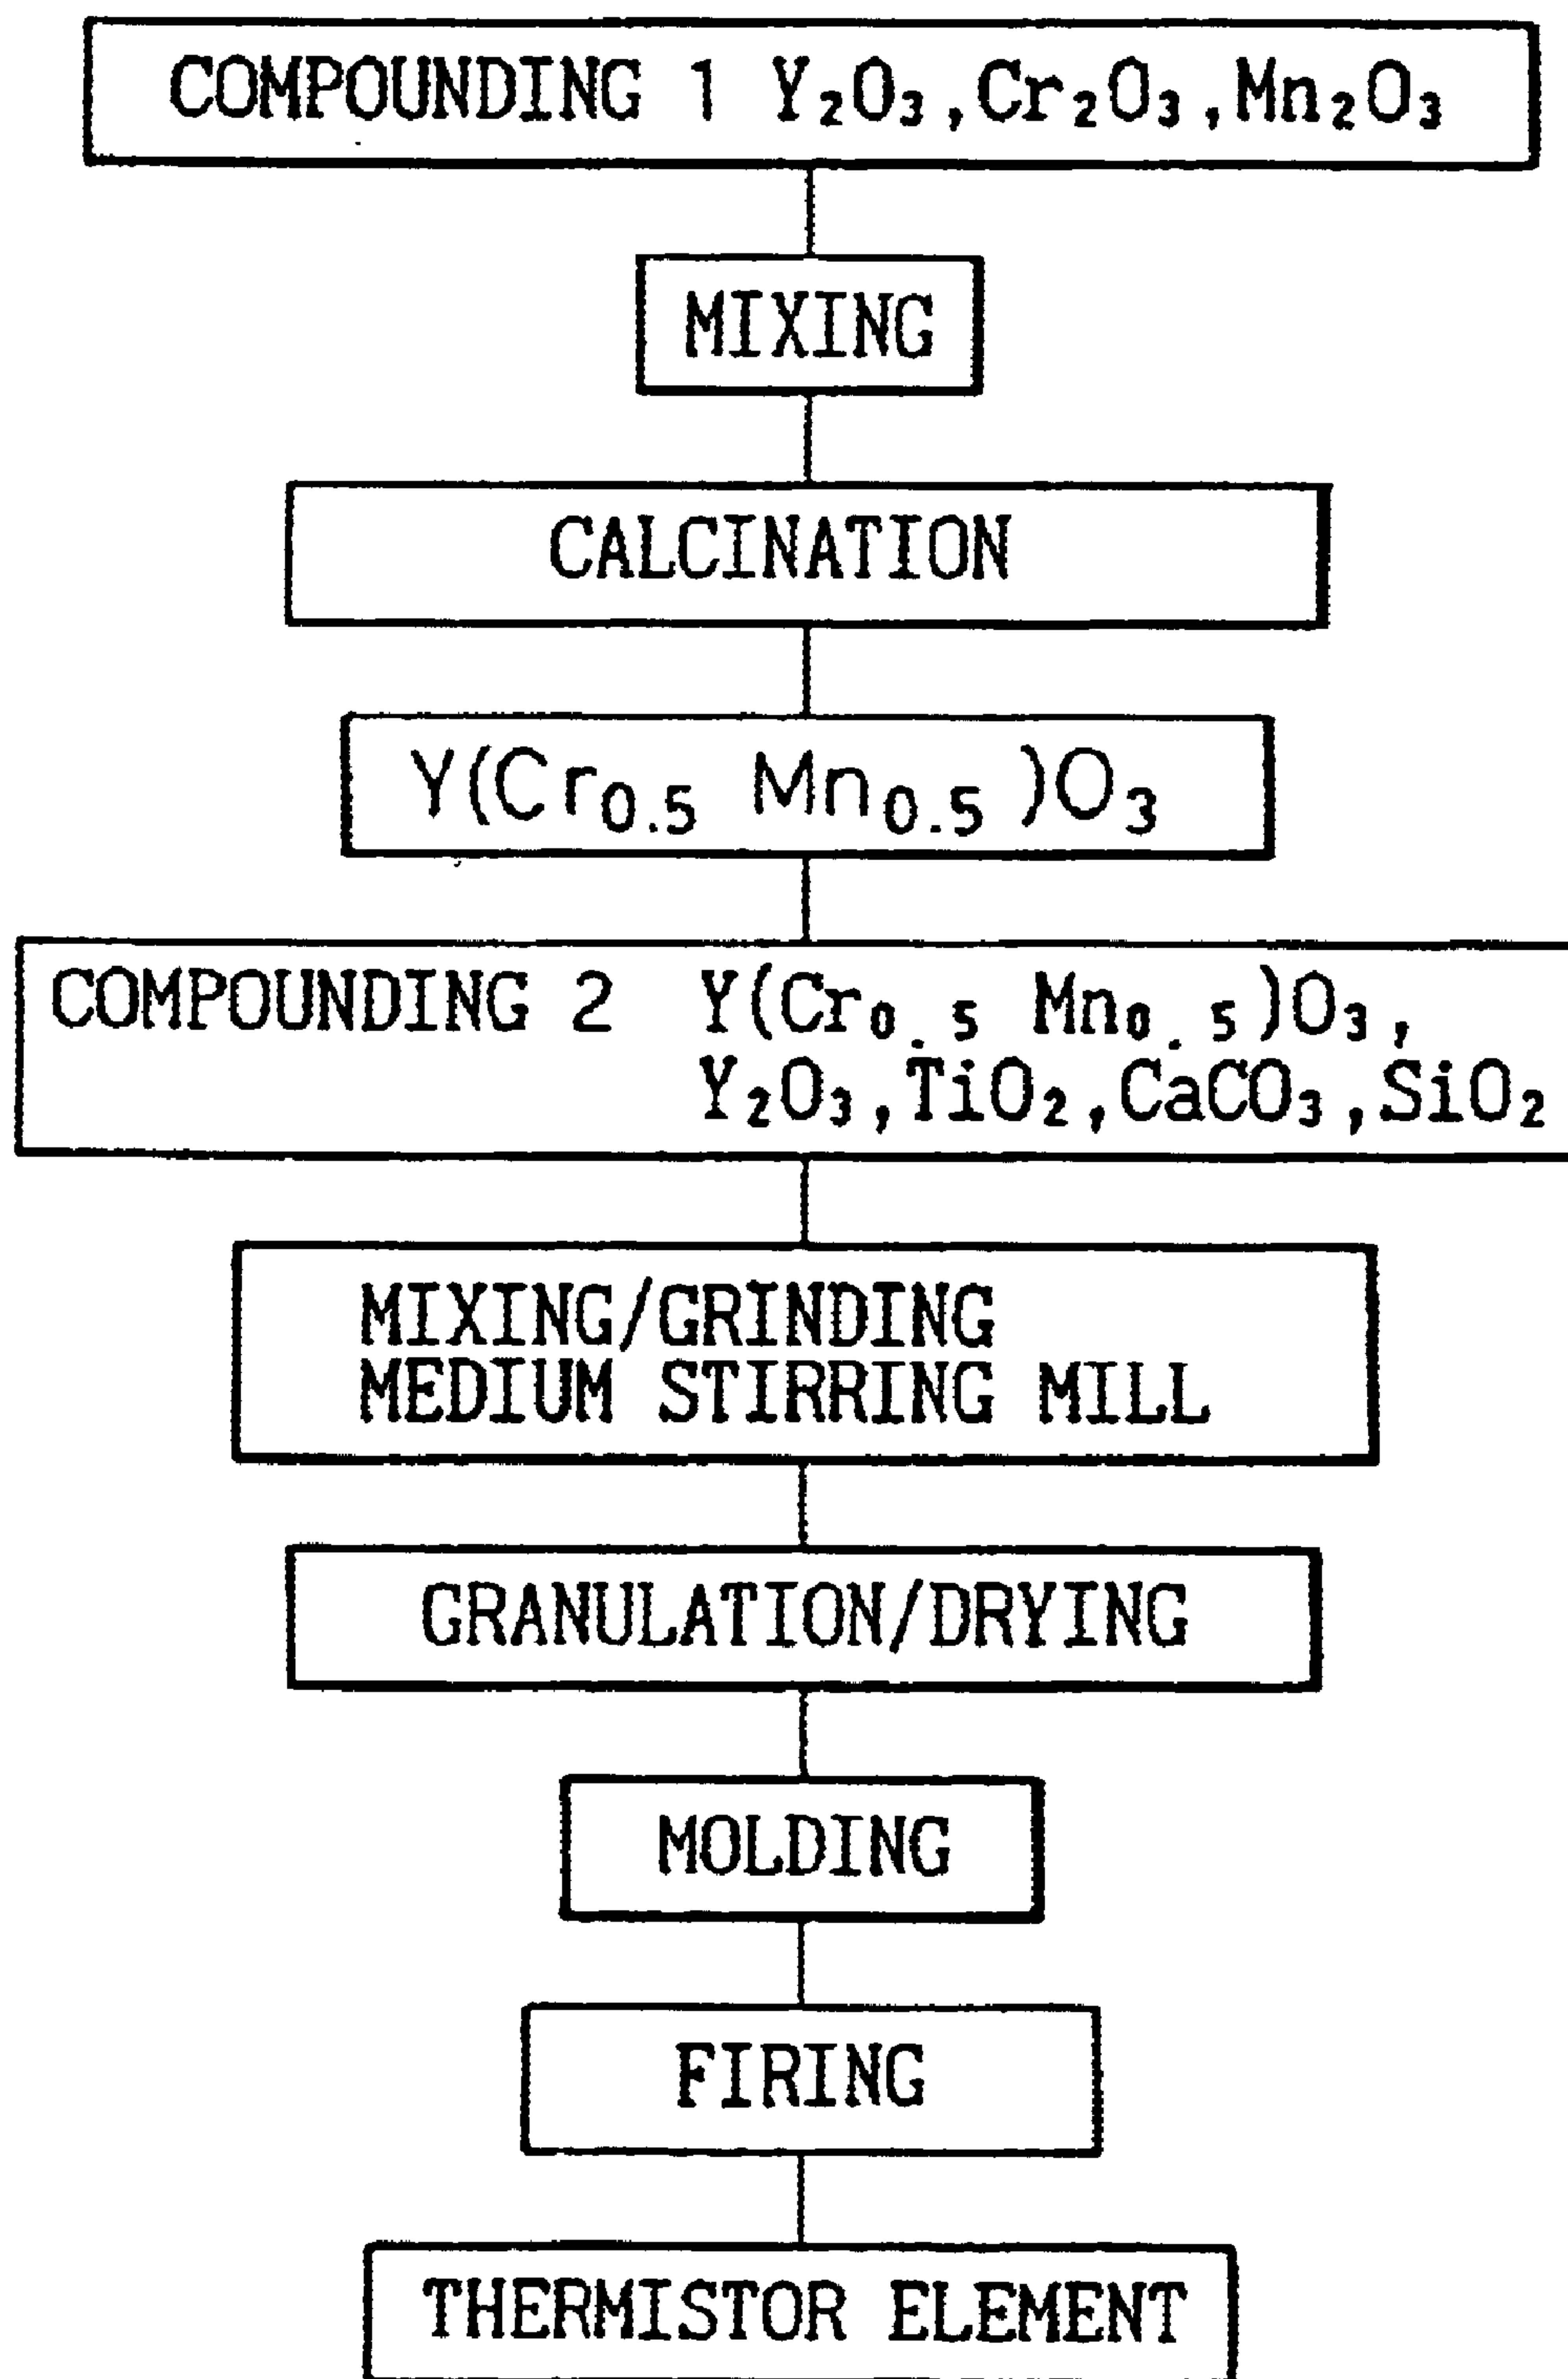 COMPOUNDING 1 Y₂O₃,Cr₂O₃,Mn₂O₃
MIXING
CALCINATION
Y(Cr₀.₅ Mn₀.₅)O₃
COMPOUNDING 2 Y(Cr₀.₅ Mn₀.₅)O₃,
Y₂O₃,TiO₂,CaCO₃,SiO₂
MIXING/GRINDING
MEDIUM STIRRING MILL
GRANULATION/DRYING
MOLDING
FIRING
THERMISTOR ELEMENT